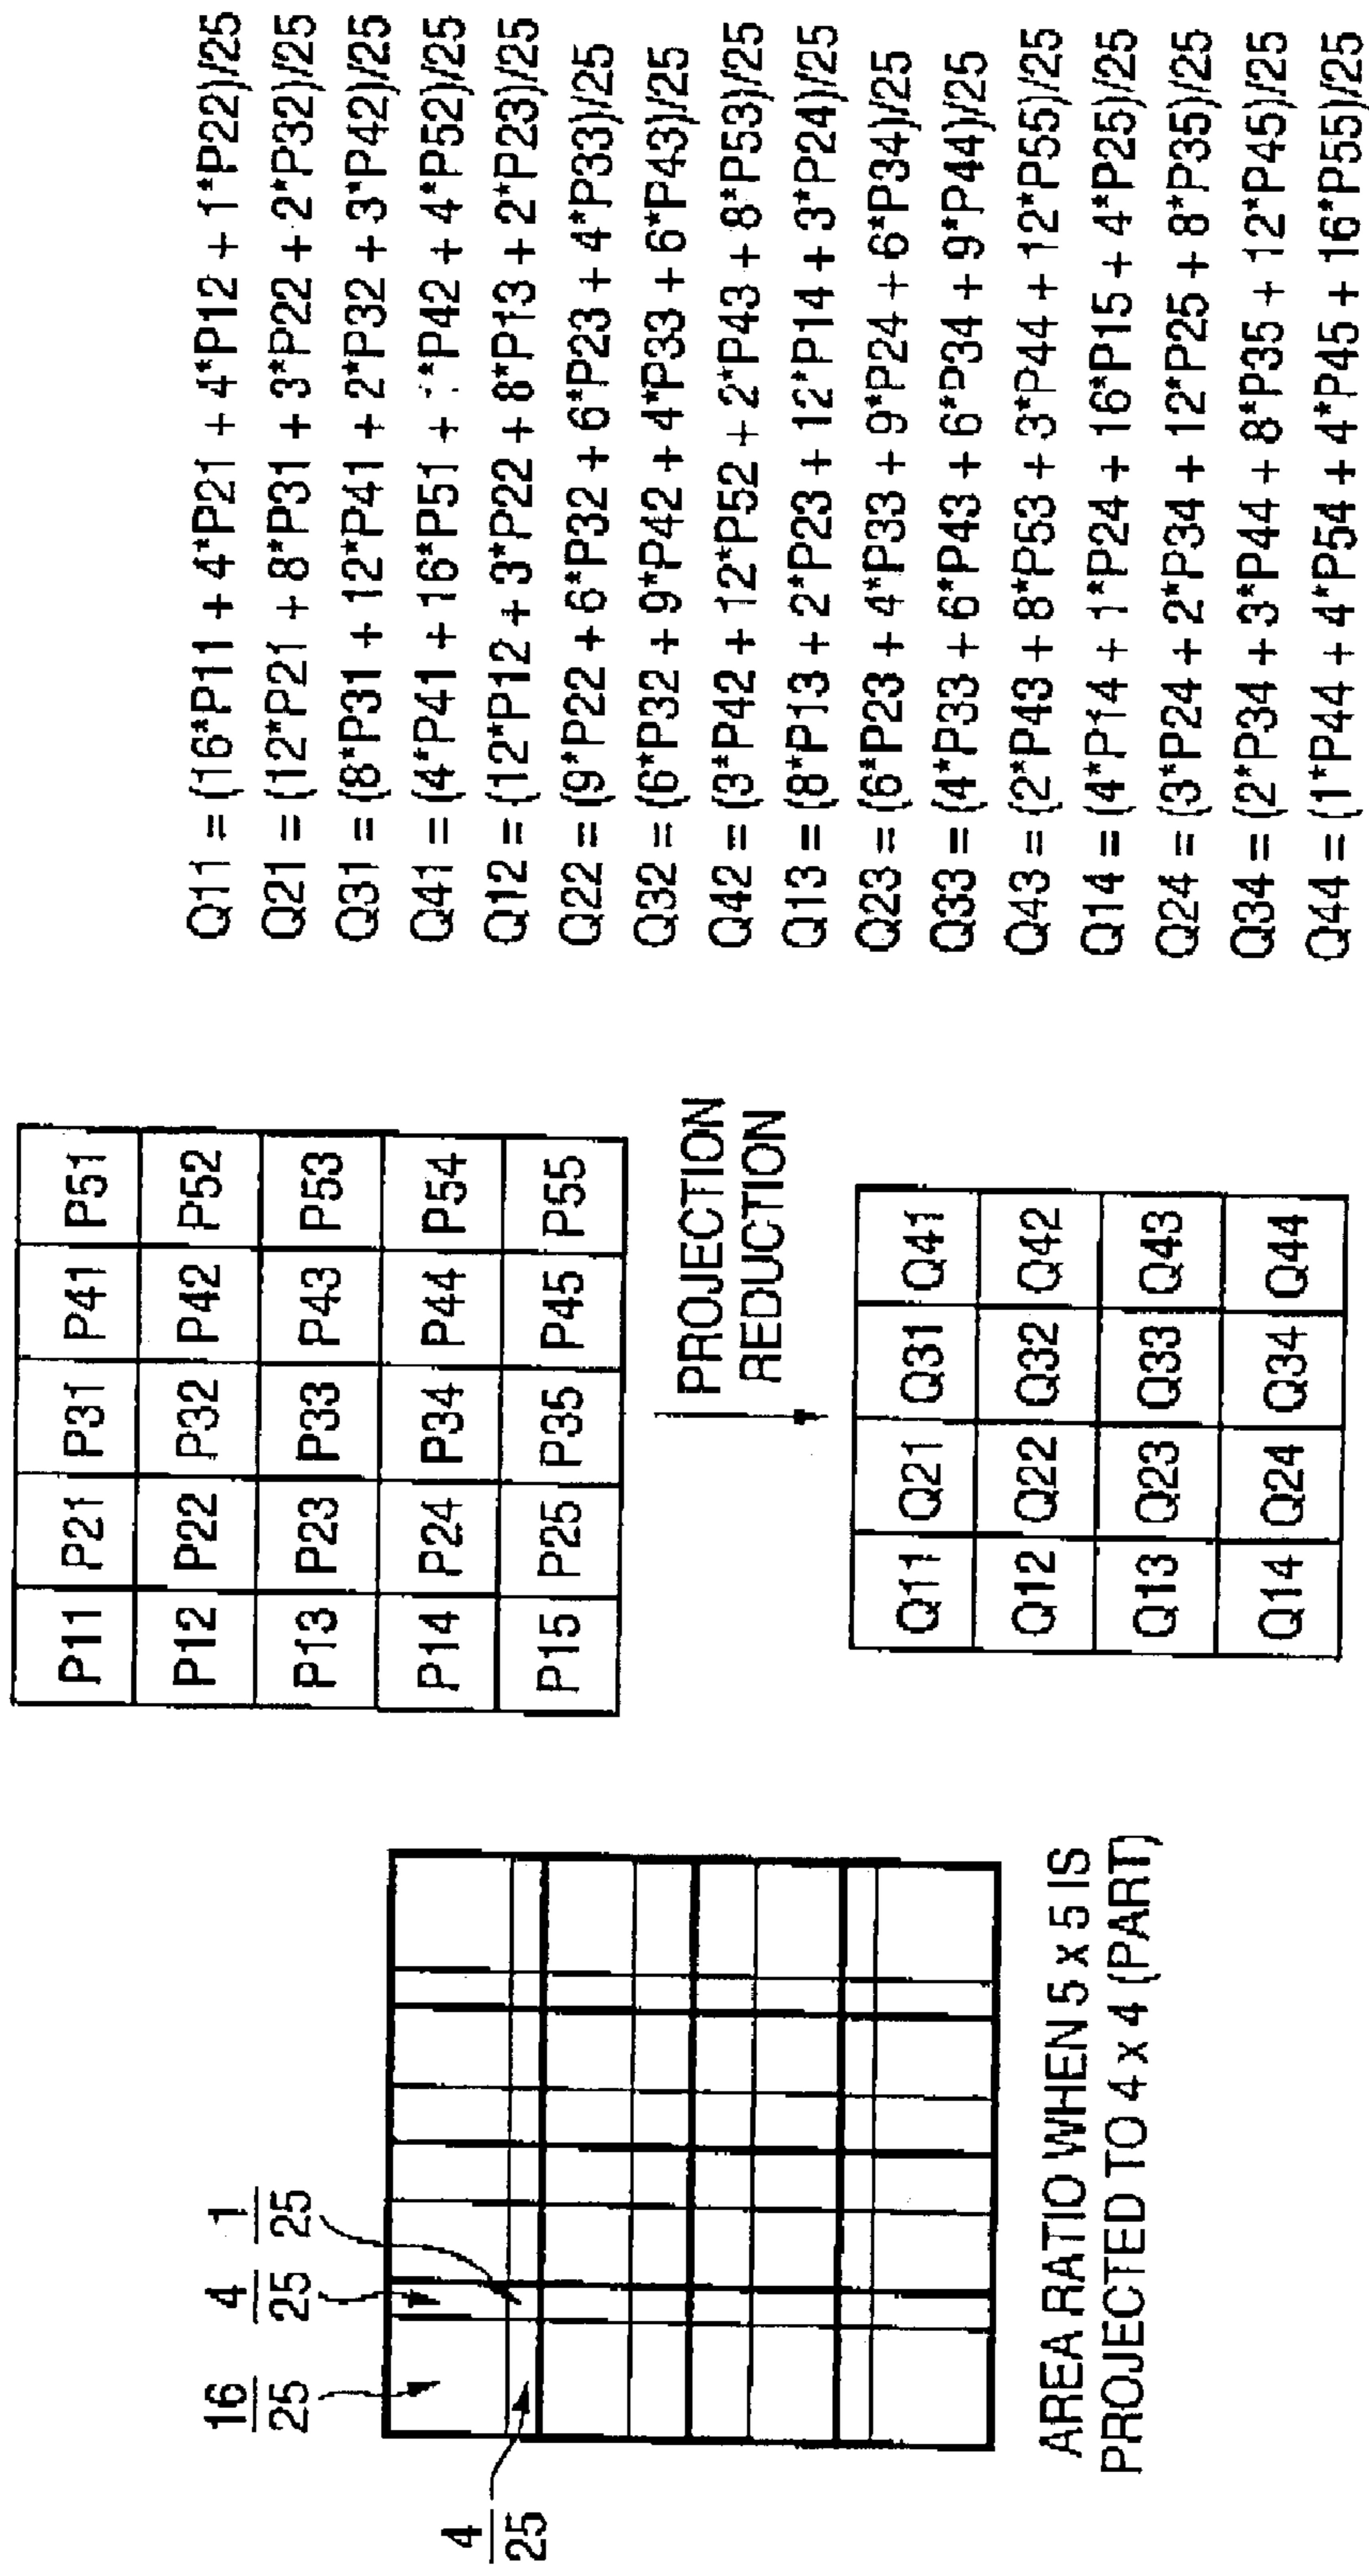 16/25
4/25
1/25
4/25
AREA RATIO WHEN 5 x 5 IS
PROJECTED TO 4 x 4 (PART)
P11 P21 P31 P41 P51
P12 P22 P32 P42 P52
P13 P23 P33 P43 P53
P14 P24 P34 P44 P54
P15 P25 P35 P45 P55
PROJECTION
REDUCTION
Q11 Q21 Q31 Q41
Q12 Q22 Q32 Q42
Q13 Q23 Q33 Q43
Q14 Q24 Q34 Q44
Q11 = (16*P11 + 4*P21 + 4*P12 + 1*P22)/25
Q21 = (12*P21 + 8*P31 + 3*P22 + 2*P32)/25
Q31 = (8*P31 + 12*P41 + 2*P32 + 3*P42)/25
Q41 = (4*P41 + 16*P51 + *P42 + 4*P52)/25
Q12 = (12*P12 + 3*P22 + 8*P13 + 2*P23)/25
Q22 = (9*P22 + 6*P32 + 6*P23 + 4*P33)/25
Q32 = (6*P32 + 9*P42 + 4*P33 + 6*P43)/25
Q42 = (3*P42 + 12*P52 + 2*P43 + 8*P53)/25
Q13 = (8*P13 + 2*P23 + 12*P14 + 3*P24)/25
Q23 = (6*P23 + 4*P33 + 9*P24 + 6*P34)/25
Q33 = (4*P33 + 6*P43 + 6*P34 + 9*P44)/25
Q43 = (2*P43 + 8*P53 + 3*P44 + 12*P55)/25
Q14 = (4*P14 + 1*P24 + 16*P15 + 4*P25)/25
Q24 = (3*P24 + 2*P34 + 12*P25 + 8*P35)/25
Q34 = (2*P34 + 3*P44 + 8*P35 + 12*P45)/25
Q44 = (1*P44 + 4*P54 + 4*P45 + 16*P55)/25